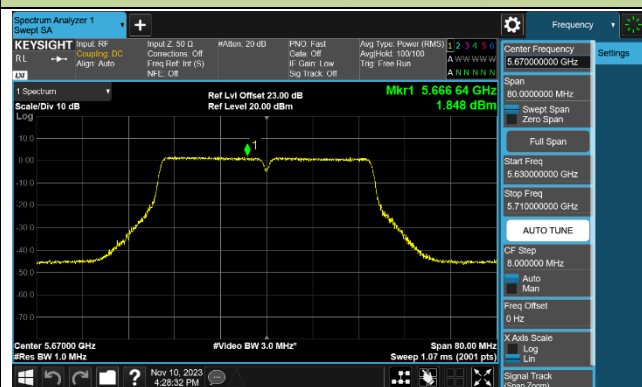 Spectrum Analyzer 1
Swept SA
Frequency
KEYSIGHT
Input: RF
Coupling: DC
Align: Auto
Input Z: 50 Ω
Corrections: Off
Freq Ref: Int (S)
NFE: Off
#Atten: 20 dB
PNO: Fast
Gate: Off
IF Gain: Low
Sig Track: Off
Avg Type: Power (RMS)
Avg|Hold: 100/100
Trig: Free Run
1 2 3 4 5 6
A W W W W W
A N N N N N
R L
LXI
1 Spectrum
Scale/Div 10 dB
Log
Ref Lvl Offset 23.00 dB
Ref Level 20.00 dBm
Mkr1 5.666 64 GHz
1.848 dBm
10.0
0.00
-10.0
-20.0
-30.0
-40.0
-50.0
-60.0
-70.0
1
Center 5.67000 GHz
#Res BW 1.0 MHz
#Video BW 3.0 MHz*
Span 80.00 MHz
Sweep 1.07 ms (2001 pts)
Center Frequency
5.670000000 GHz
Span
80.0000000 MHz
Swept Span
Zero Span
Full Span
Start Freq
5.630000000 GHz
Stop Freq
5.710000000 GHz
AUTO TUNE
CF Step
8.000000 MHz
Auto
Man
Freq Offset
0 Hz
X Axis Scale
Log
Lin
Signal Track
(Span Zoom)
Settings
Nov 10, 2023
4:28:32 PM